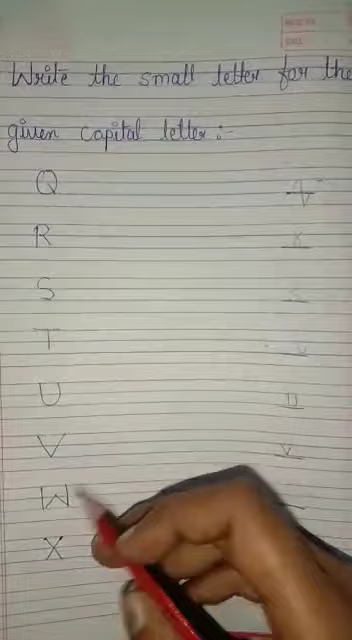 Write the small letter for the
given capital letter :-
Q q
R r
S s
T
U u
V v
W
X